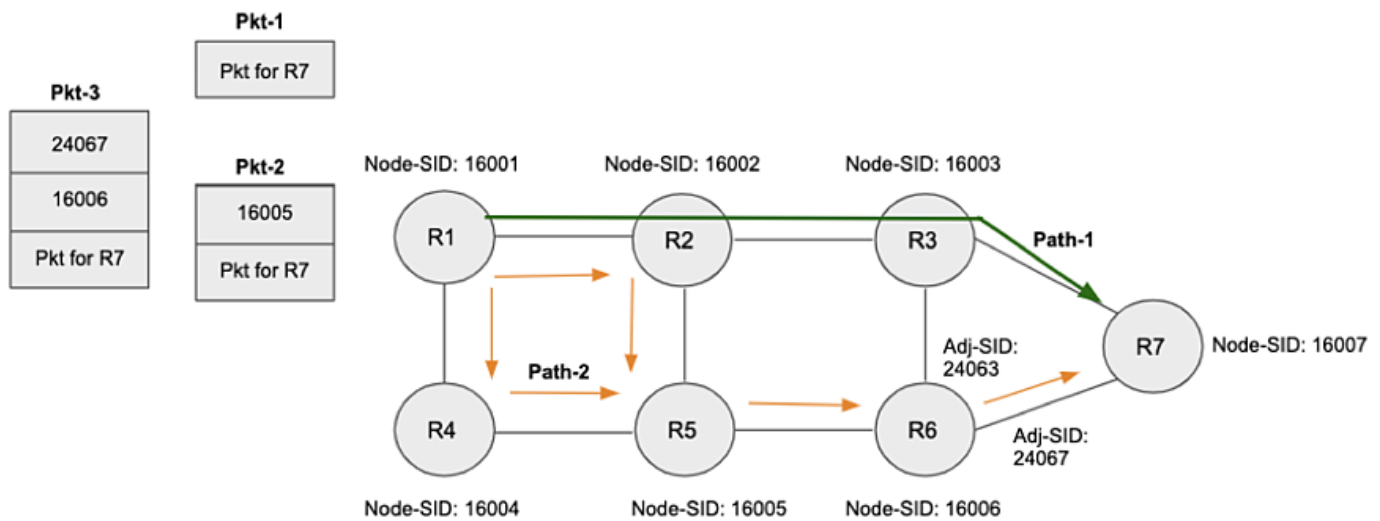 Pkt-1
Pkt for R7
Pkt-3
24067
16006
Pkt for R7
Pkt-2
16005
Pkt for R7
Node-SID: 16001
Node-SID: 16002
Node-SID: 16003
R1
R2
R3
Path-1
R7
Node-SID: 16007
Adj-SID:
24063
Path-2
R4
R5
R6
Adj-SID:
24067
Node-SID: 16004
Node-SID: 16005
Node-SID: 16006